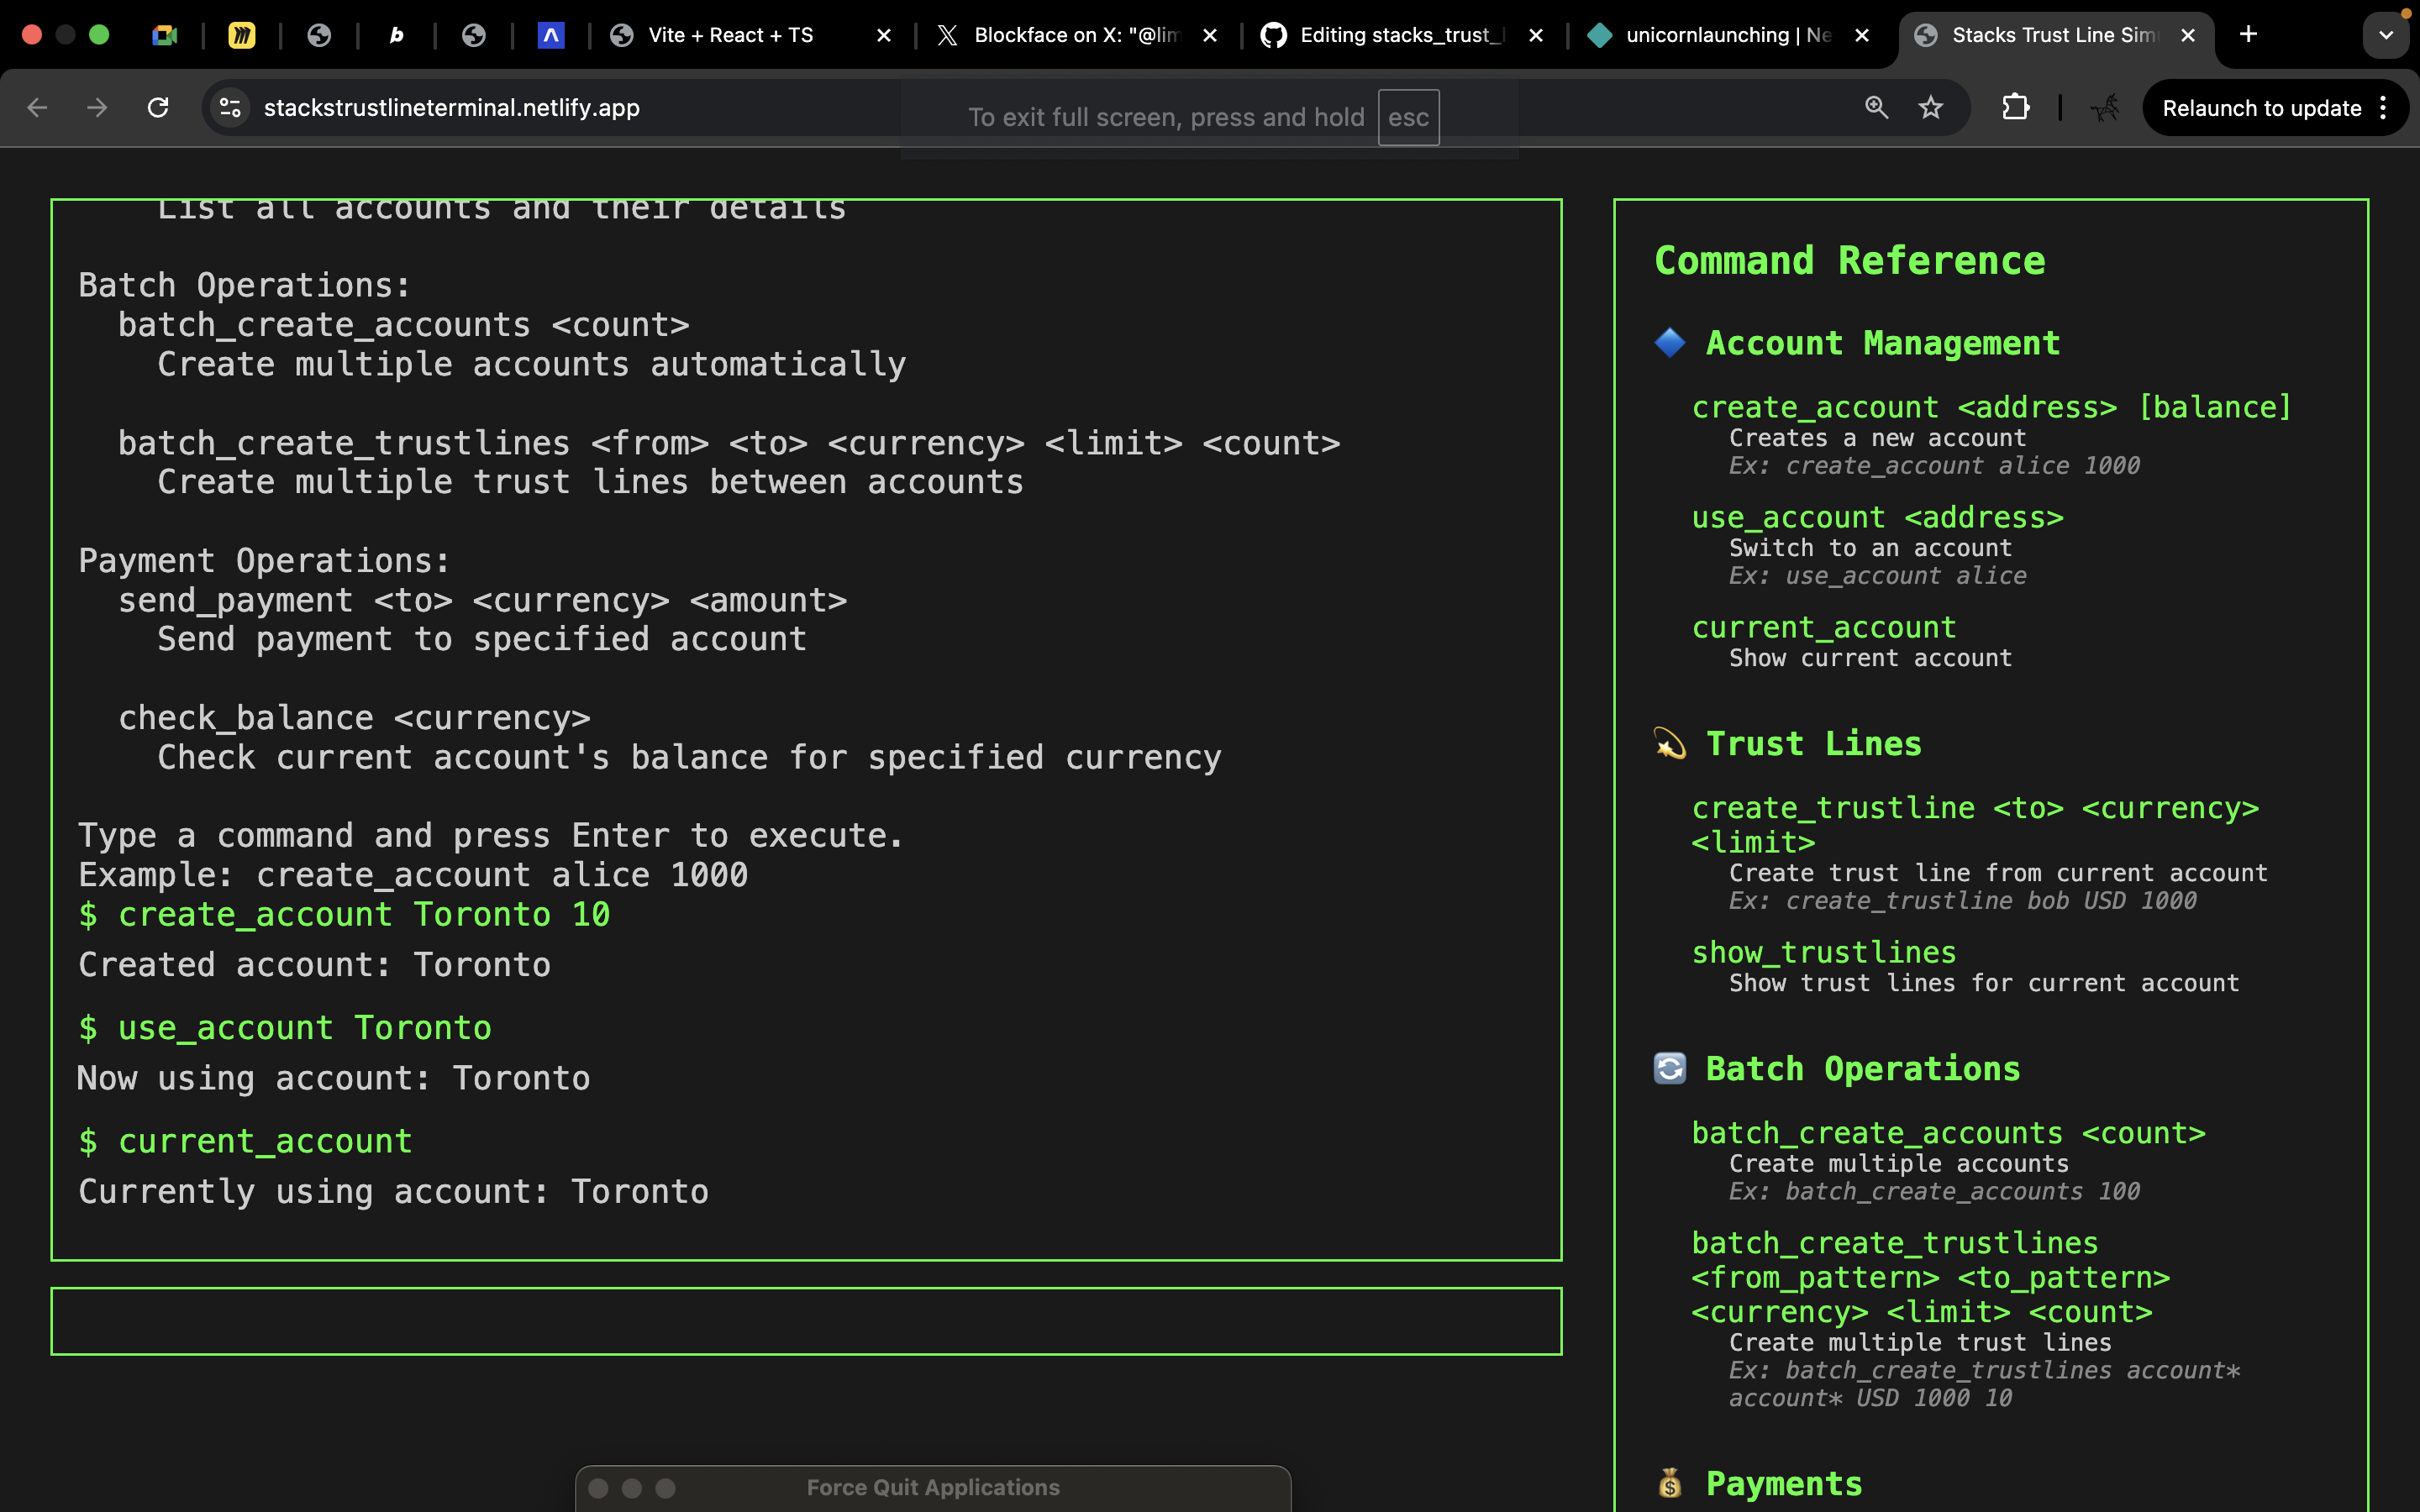 Vite + React + TS
Blockface on X: "@lim
Editing stacks_trust_l
unicornlaunching | Ne
Stacks Trust Line Sim
stackstrustlineterminal.netlify.app
To exit full screen, press and hold esc
Relaunch to update
List all accounts and their details
Batch Operations:
batch_create_accounts <count>
Create multiple accounts automatically
batch_create_trustlines <from> <to> <currency> <limit> <count>
Create multiple trust lines between accounts
Payment Operations:
send_payment <to> <currency> <amount>
Send payment to specified account
check_balance <currency>
Check current account's balance for specified currency
Type a command and press Enter to execute.
Example: create_account alice 1000
$ create_account Toronto 10
Created account: Toronto
$ use_account Toronto
Now using account: Toronto
$ current_account
Currently using account: Toronto
Command Reference
Account Management
create_account <address> [balance]
Creates a new account
Ex: create_account alice 1000
use_account <address>
Switch to an account
Ex: use_account alice
current_account
Show current account
Trust Lines
create_trustline <to> <currency>
<limit>
Create trust line from current account
Ex: create_trustline bob USD 1000
show_trustlines
Show trust lines for current account
Batch Operations
batch_create_accounts <count>
Create multiple accounts
Ex: batch_create_accounts 100
batch_create_trustlines
<from_pattern> <to_pattern>
<currency> <limit> <count>
Create multiple trust lines
Ex: batch_create_trustlines account*
account* USD 1000 10
Payments
Force Quit Applications